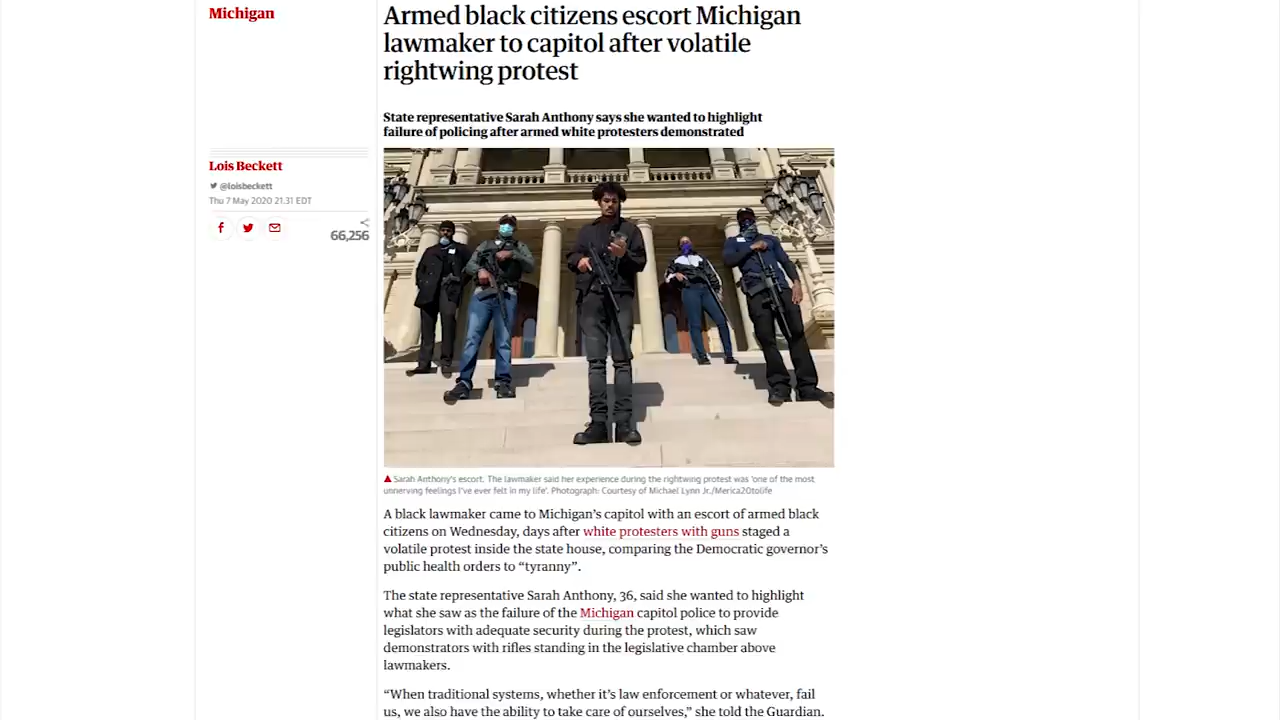 Michigan
Armed black citizens escort Michigan
lawmaker to capitol after volatile
rightwing protest
State representative Sarah Anthony says she wanted to highlight
failure of policing after armed white protesters demonstrated
Lois Beckett
@loisbeckett
Thu 7 May 2020 21.31 EDT
66,256
Sarah Anthony's escort. The lawmaker said her experience during the rightwing protest was 'one of the most
unnerving feelings I've ever felt in my life'. Photograph: Courtesy of Michael Lynn Jr./Merica20tolife
A black lawmaker came to Michigan's capitol with an escort of armed black
citizens on Wednesday, days after white protesters with guns staged a
volatile protest inside the state house, comparing the Democratic governor's
public health orders to “tyranny”.
The state representative Sarah Anthony, 36, said she wanted to highlight
what she saw as the failure of the Michigan capitol police to provide
legislators with adequate security during the protest, which saw
demonstrators with rifles standing in the legislative chamber above
lawmakers.
“When traditional systems, whether it's law enforcement or whatever, fail
us, we also have the ability to take care of ourselves,” she told the Guardian.